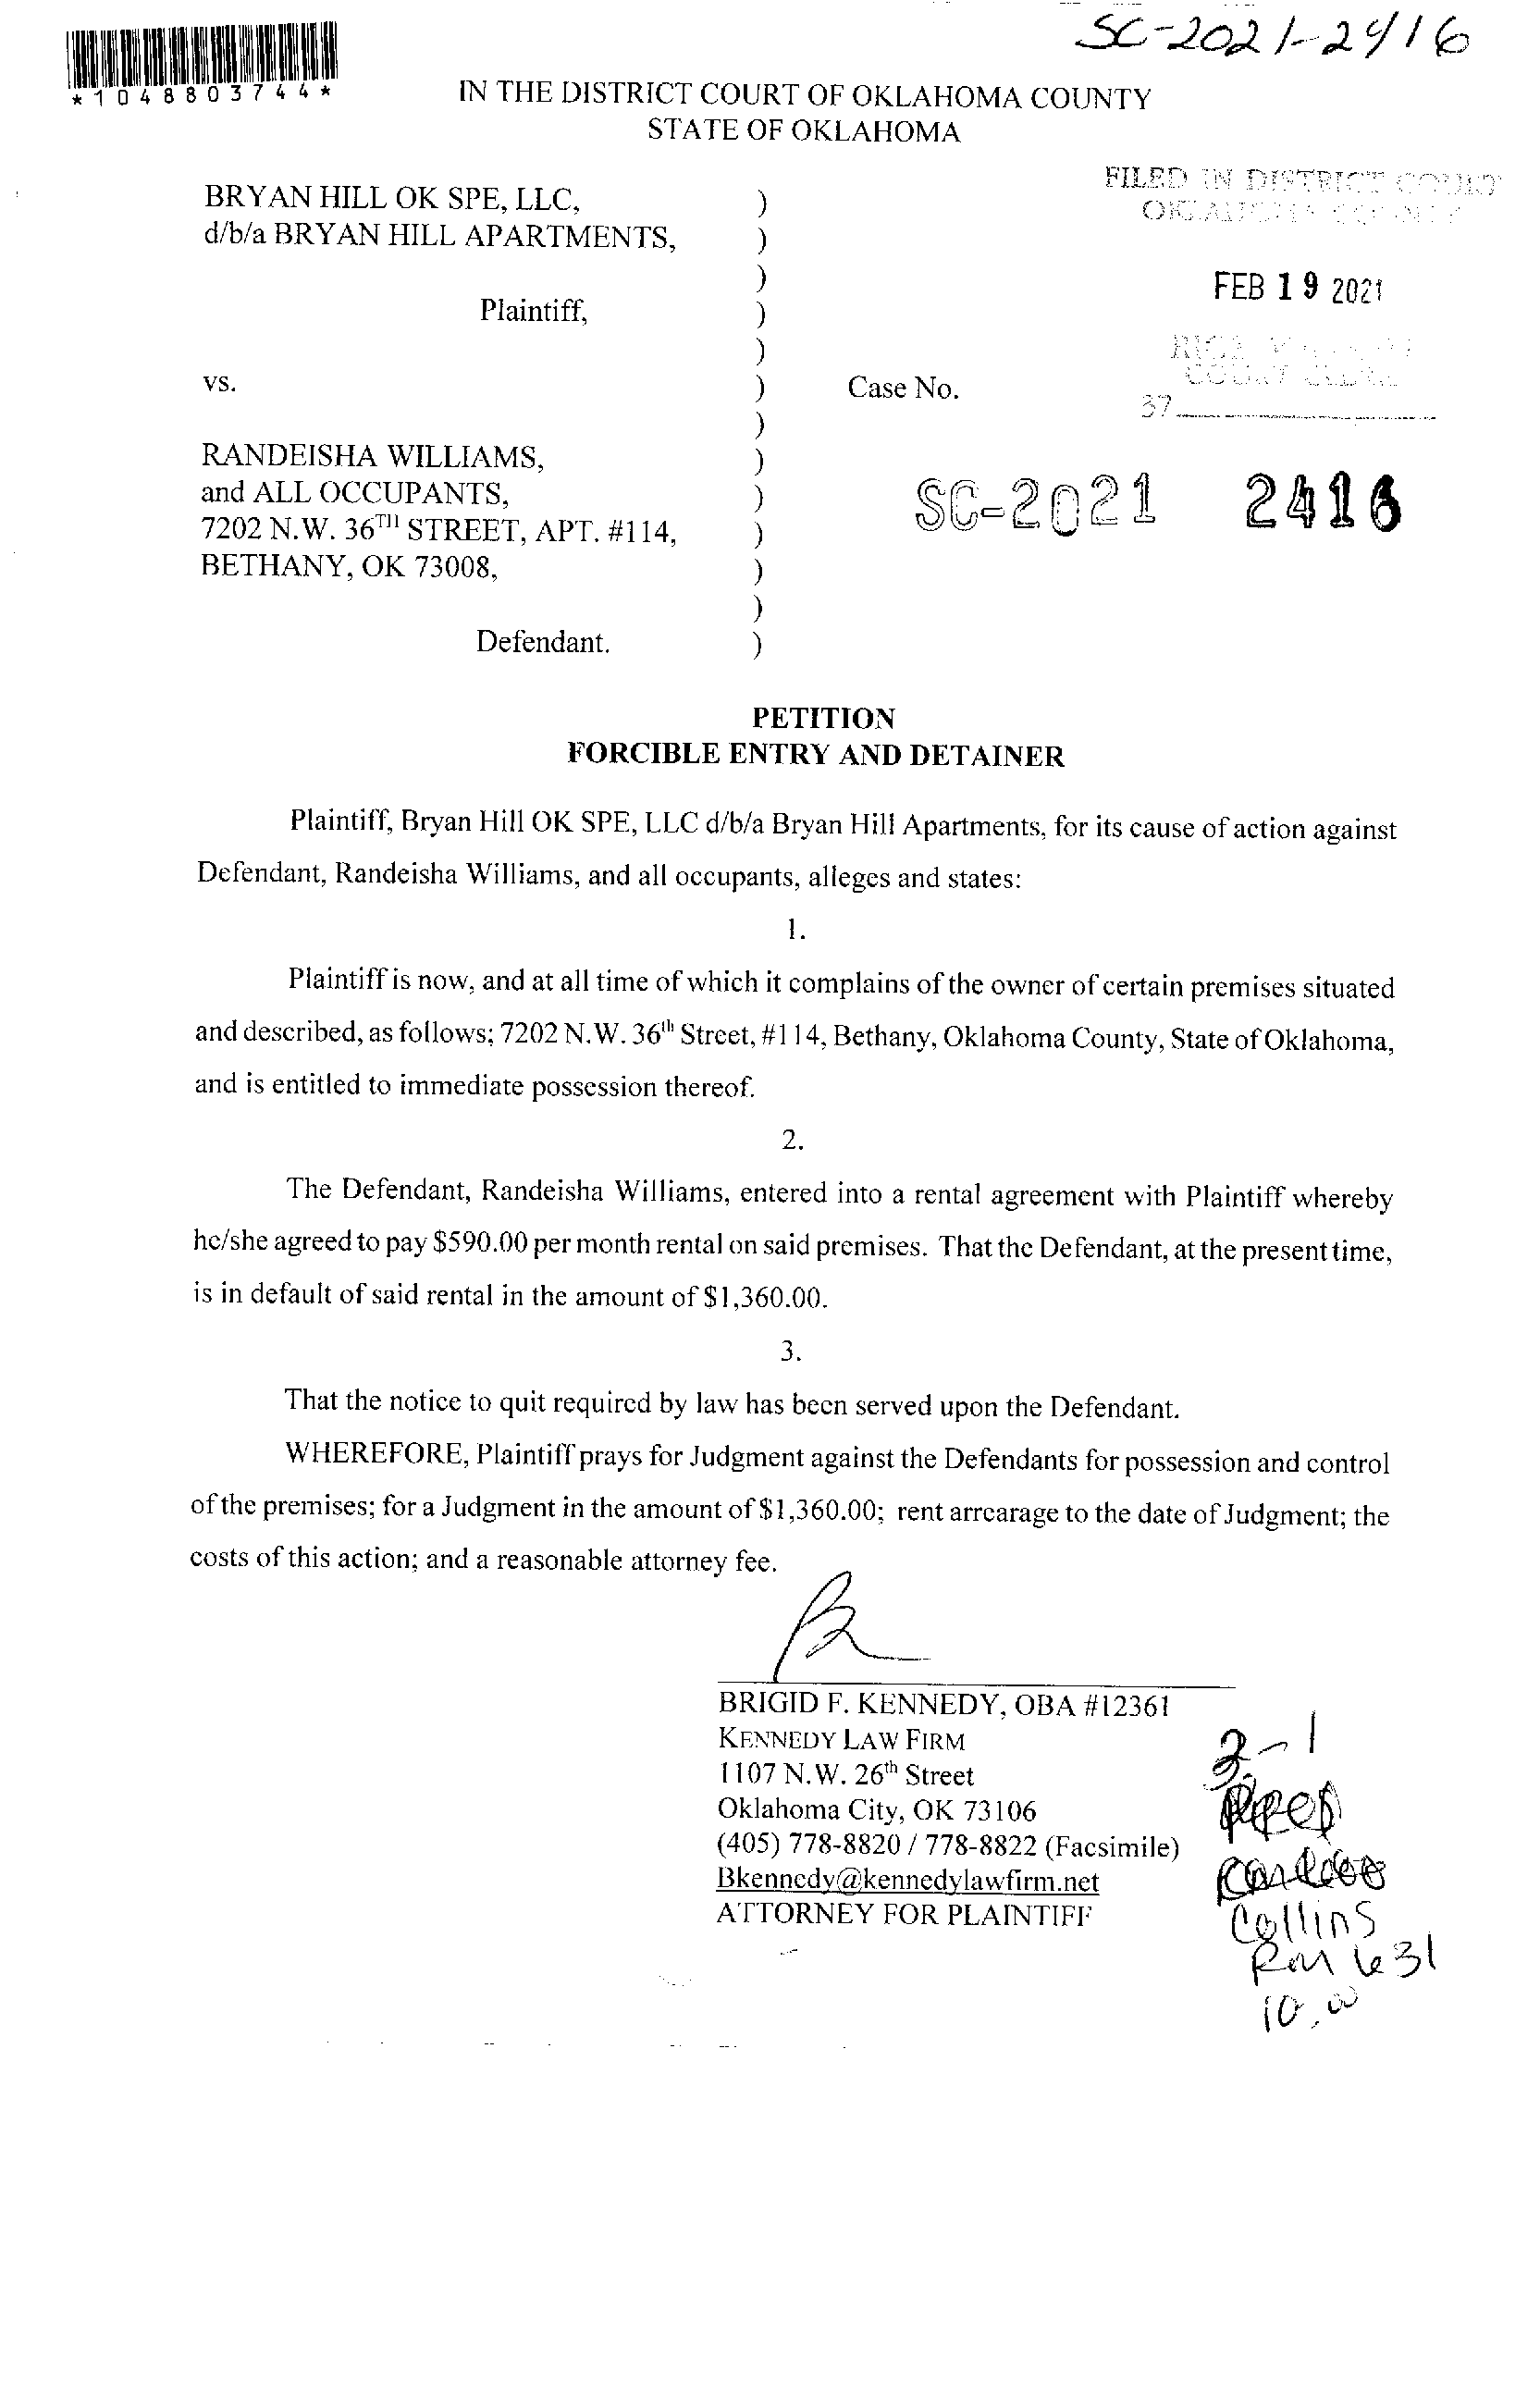 SC-2021-2416
*1048803744*
IN THE DISTRICT COURT OF OKLAHOMA COUNTY
STATE OF OKLAHOMA
FILED IN DISTRICT COURT
OKLAHOMA COUNTY
BRYAN HILL OK SPE, LLC, )
d/b/a BRYAN HILL APARTMENTS, )
)
FEB 19 2021
Plaintiff, )
)
COURT CLERK
vs. ) Case No.
37
)
RANDEISHA WILLIAMS, )
and ALL OCCUPANTS, ) SC-2021 2416
7202 N.W. 36TH STREET, APT. #114, )
BETHANY, OK 73008, )
)
Defendant. )
PETITION
FORCIBLE ENTRY AND DETAINER
Plaintiff, Bryan Hill OK SPE, LLC d/b/a Bryan Hill Apartments, for its cause of action against
Defendant, Randeisha Williams, and all occupants, alleges and states:
1.
Plaintiff is now, and at all time of which it complains of the owner of certain premises situated
and described, as follows; 7202 N.W. 36th Street, #114, Bethany, Oklahoma County, State of Oklahoma,
and is entitled to immediate possession thereof.
2.
The Defendant, Randeisha Williams, entered into a rental agreement with Plaintiff whereby
he/she agreed to pay $590.00 per month rental on said premises. That the Defendant, at the present time,
is in default of said rental in the amount of $1,360.00.
3.
That the notice to quit required by law has been served upon the Defendant.
WHEREFORE, Plaintiff prays for Judgment against the Defendants for possession and control
of the premises; for a Judgment in the amount of $1,360.00; rent arrearage to the date of Judgment; the
costs of this action; and a reasonable attorney fee.
BRIGID F. KENNEDY, OBA #12361
KENNEDY LAW FIRM
1107 N.W. 26th Street
Oklahoma City, OK 73106
(405) 778-8820 / 778-8822 (Facsimile)
Bkennedy@kennedylawfirm.net
ATTORNEY FOR PLAINTIFF
Collins
Rm 631
10.00